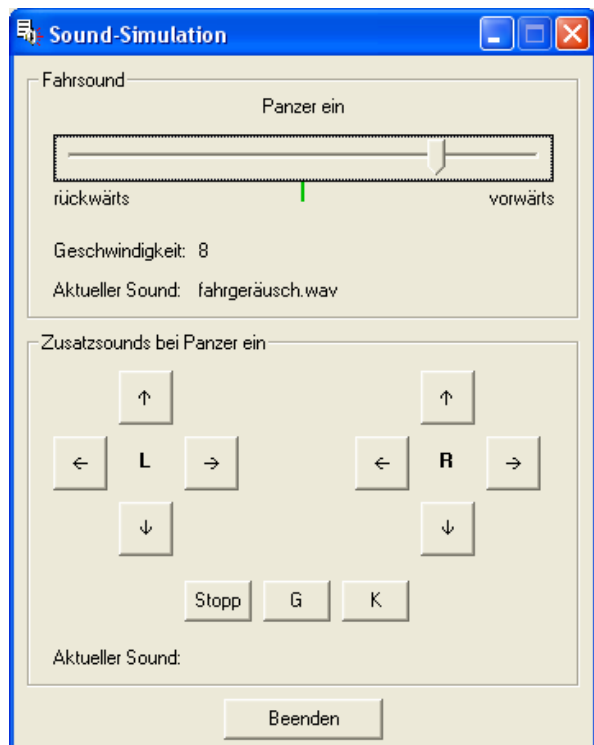 Sound-Simulation
Fahrsound
Panzer ein
rückwärts vorwärts
Geschwindigkeit: 8
Aktueller Sound: fahrgeräusch.wav
Zusatzsounds bei Panzer ein
↑ ↑
← L → ← R →
↓ ↓
Stopp G K
Aktueller Sound:
Beenden